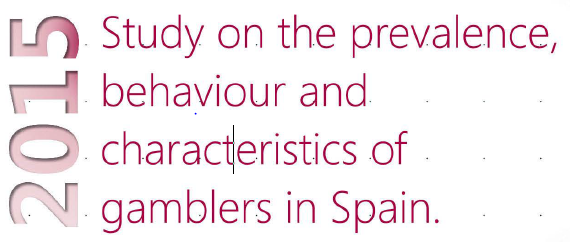 2015
Study on the prevalence,
behaviour and
characteristics of
gamblers in Spain.